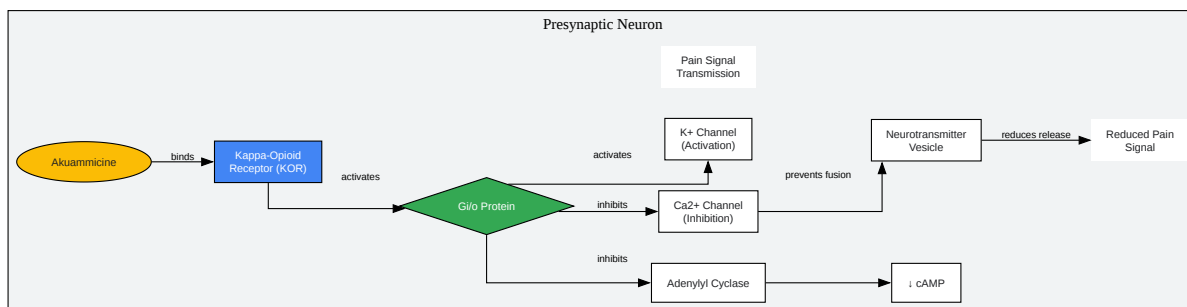 Presynaptic Neuron
Pain Signal
Transmission
Akuammicine
binds
Kappa-Opioid
Receptor (KOR)
activates
Gi/o Protein
activates
K+ Channel
(Activation)
inhibits
Ca2+ Channel
(Inhibition)
prevents fusion
Neurotransmitter
Vesicle
reduces release
Reduced Pain
Signal
inhibits
Adenylyl Cyclase
↓ cAMP